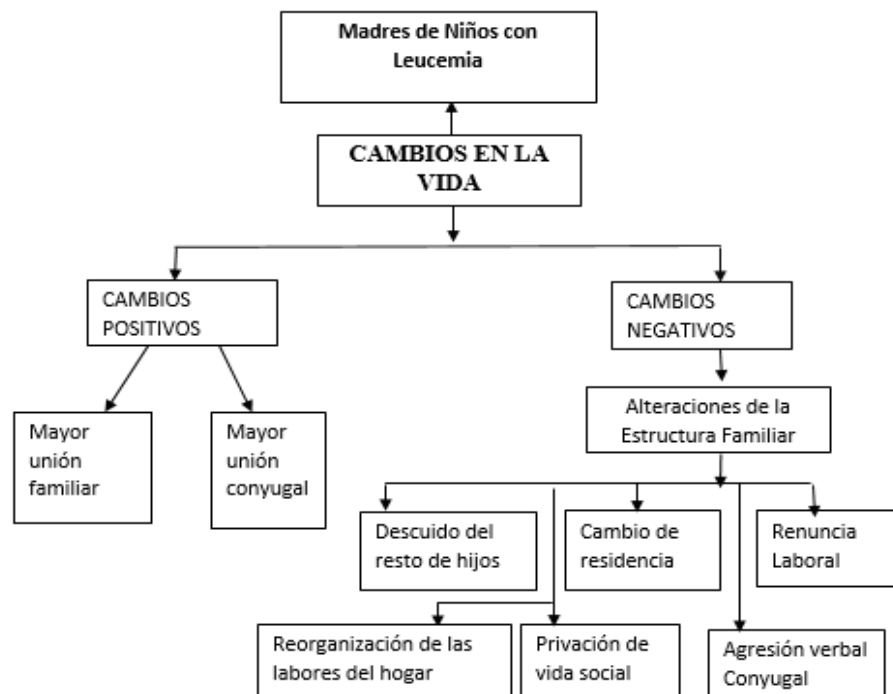 Madres de Niños con
Leucemia
CAMBIOS EN LA
VIDA
CAMBIOS
POSITIVOS
CAMBIOS
NEGATIVOS
Mayor
unión
familiar
Mayor
unión
conyugal
Alteraciones de la
Estructura Familiar
Descuido del
resto de hijos
Cambio de
residencia
Renuncia
Laboral
Reorganización de las
labores del hogar
Privación de
vida social
Agresión verbal
Conyugal